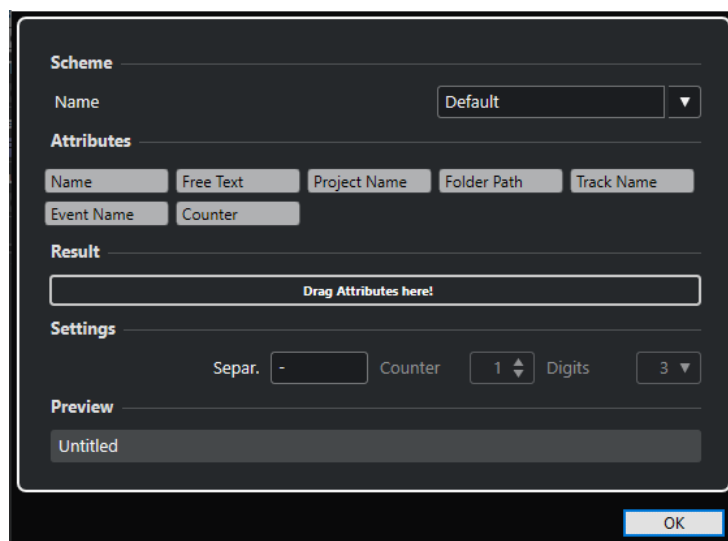 Scheme
Name Default
Attributes
Name Free Text Project Name Folder Path Track Name
Event Name Counter
Result
Drag Attributes here!
Settings
Separ. - Counter 1 Digits 3
Preview
Untitled
OK